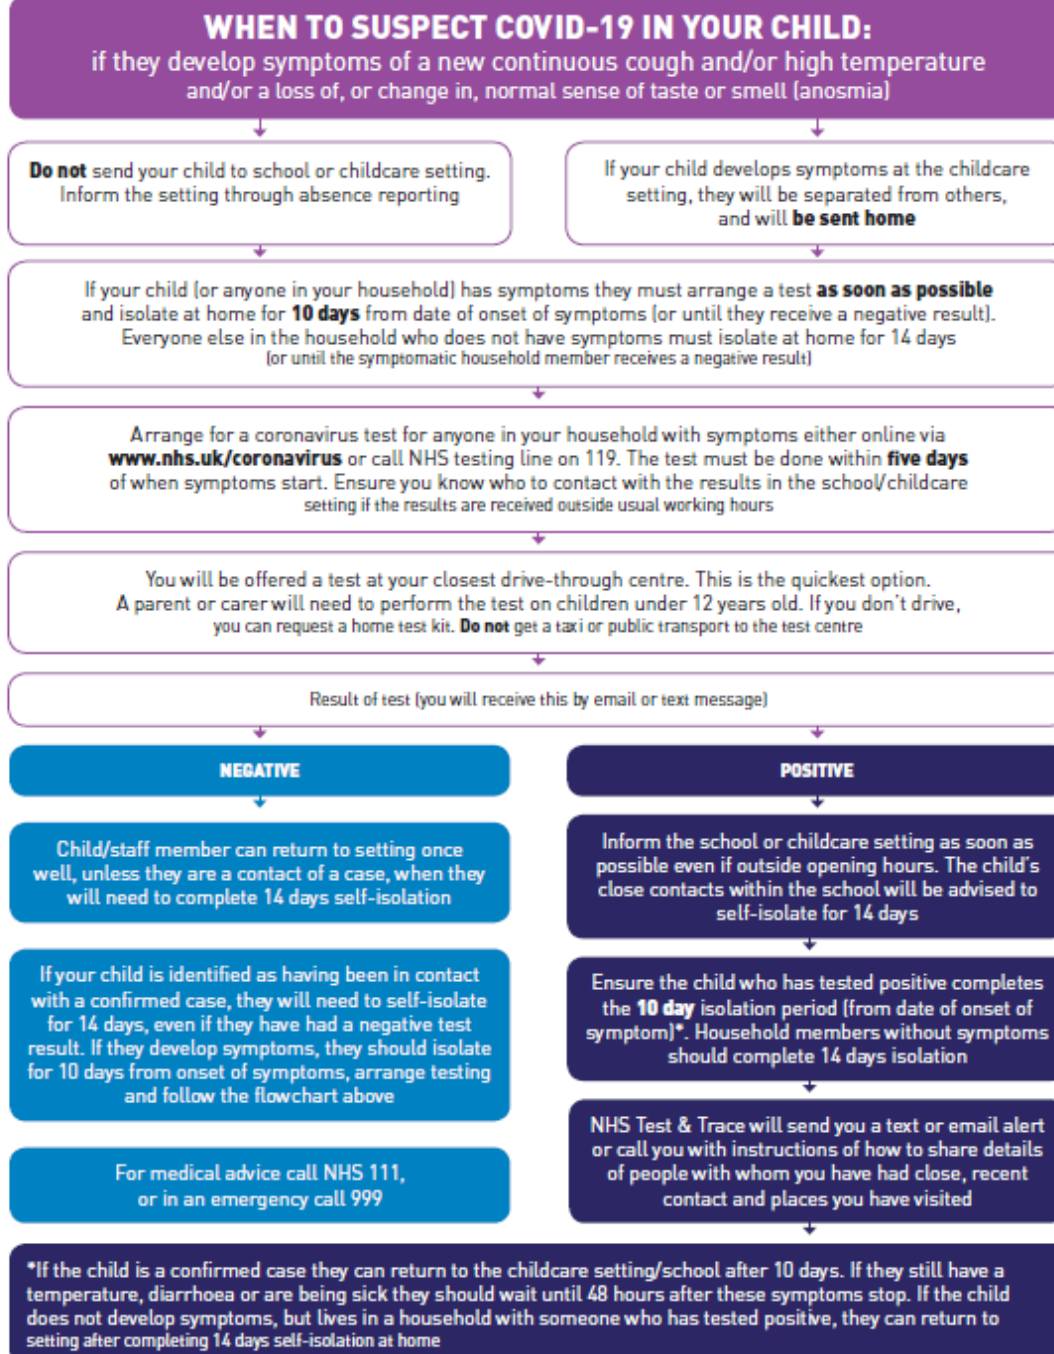 WHEN TO SUSPECT COVID-19 IN YOUR CHILD:
if they develop symptoms of a new continuous cough and/or high temperature
and/or a loss of, or change in, normal sense of taste or smell (anosmia)
Do not send your child to school or childcare setting.
Inform the setting through absence reporting
If your child develops symptoms at the childcare
setting, they will be separated from others,
and will be sent home
If your child (or anyone in your household) has symptoms they must arrange a test as soon as possible
and isolate at home for 10 days from date of onset of symptoms (or until they receive a negative result).
Everyone else in the household who does not have symptoms must isolate at home for 14 days
(or until the symptomatic household member receives a negative result)
Arrange for a coronavirus test for anyone in your household with symptoms either online via
www.nhs.uk/coronavirus or call NHS testing line on 119. The test must be done within five days
of when symptoms start. Ensure you know who to contact with the results in the school/childcare
setting if the results are received outside usual working hours
You will be offered a test at your closest drive-through centre. This is the quickest option.
A parent or carer will need to perform the test on children under 12 years old. If you don't drive,
you can request a home test kit. Do not get a taxi or public transport to the test centre
Result of test (you will receive this by email or text message)
NEGATIVE
Child/staff member can return to setting once
well, unless they are a contact of a case, when they
will need to complete 14 days self-isolation
If your child is identified as having been in contact
with a confirmed case, they will need to self-isolate
for 14 days, even if they have had a negative test
result. If they develop symptoms, they should isolate
for 10 days from onset of symptoms, arrange testing
and follow the flowchart above
For medical advice call NHS 111,
or in an emergency call 999
POSITIVE
Inform the school or childcare setting as soon as
possible even if outside opening hours. The child's
close contacts within the school will be advised to
self-isolate for 14 days
Ensure the child who has tested positive completes
the 10 day isolation period (from date of onset of
symptom)*. Household members without symptoms
should complete 14 days isolation
NHS Test & Trace will send you a text or email alert
or call you with instructions of how to share details
of people with whom you have had close, recent
contact and places you have visited
*If the child is a confirmed case they can return to the childcare setting/school after 10 days. If they still have a
temperature, diarrhoea or are being sick they should wait until 48 hours after these symptoms stop. If the child
does not develop symptoms, but lives in a household with someone who has tested positive, they can return to
setting after completing 14 days self-isolation at home